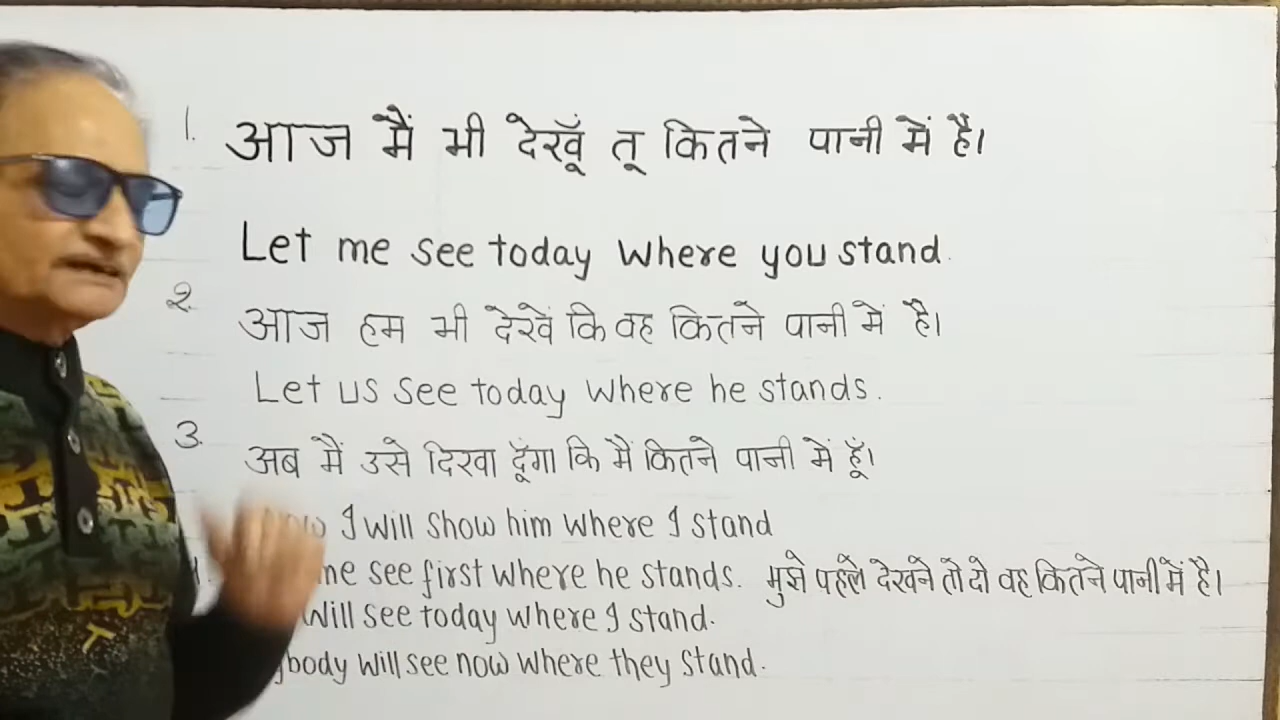 1. आज मैं भी देखूँ तू कितने पानी में है।
Let me see today where you stand.
2. आज हम भी देखें कि वह कितने पानी में है।
Let us see today where he stands.
3. अब मैं उसे दिखा दूँगा कि मैं कितने पानी में हूँ।
I will show him where I stand
me see first where he stands. मुझे पहले देखने तो दो वह कितने पानी में है।
will see today where I stand.
body will see now where they stand.